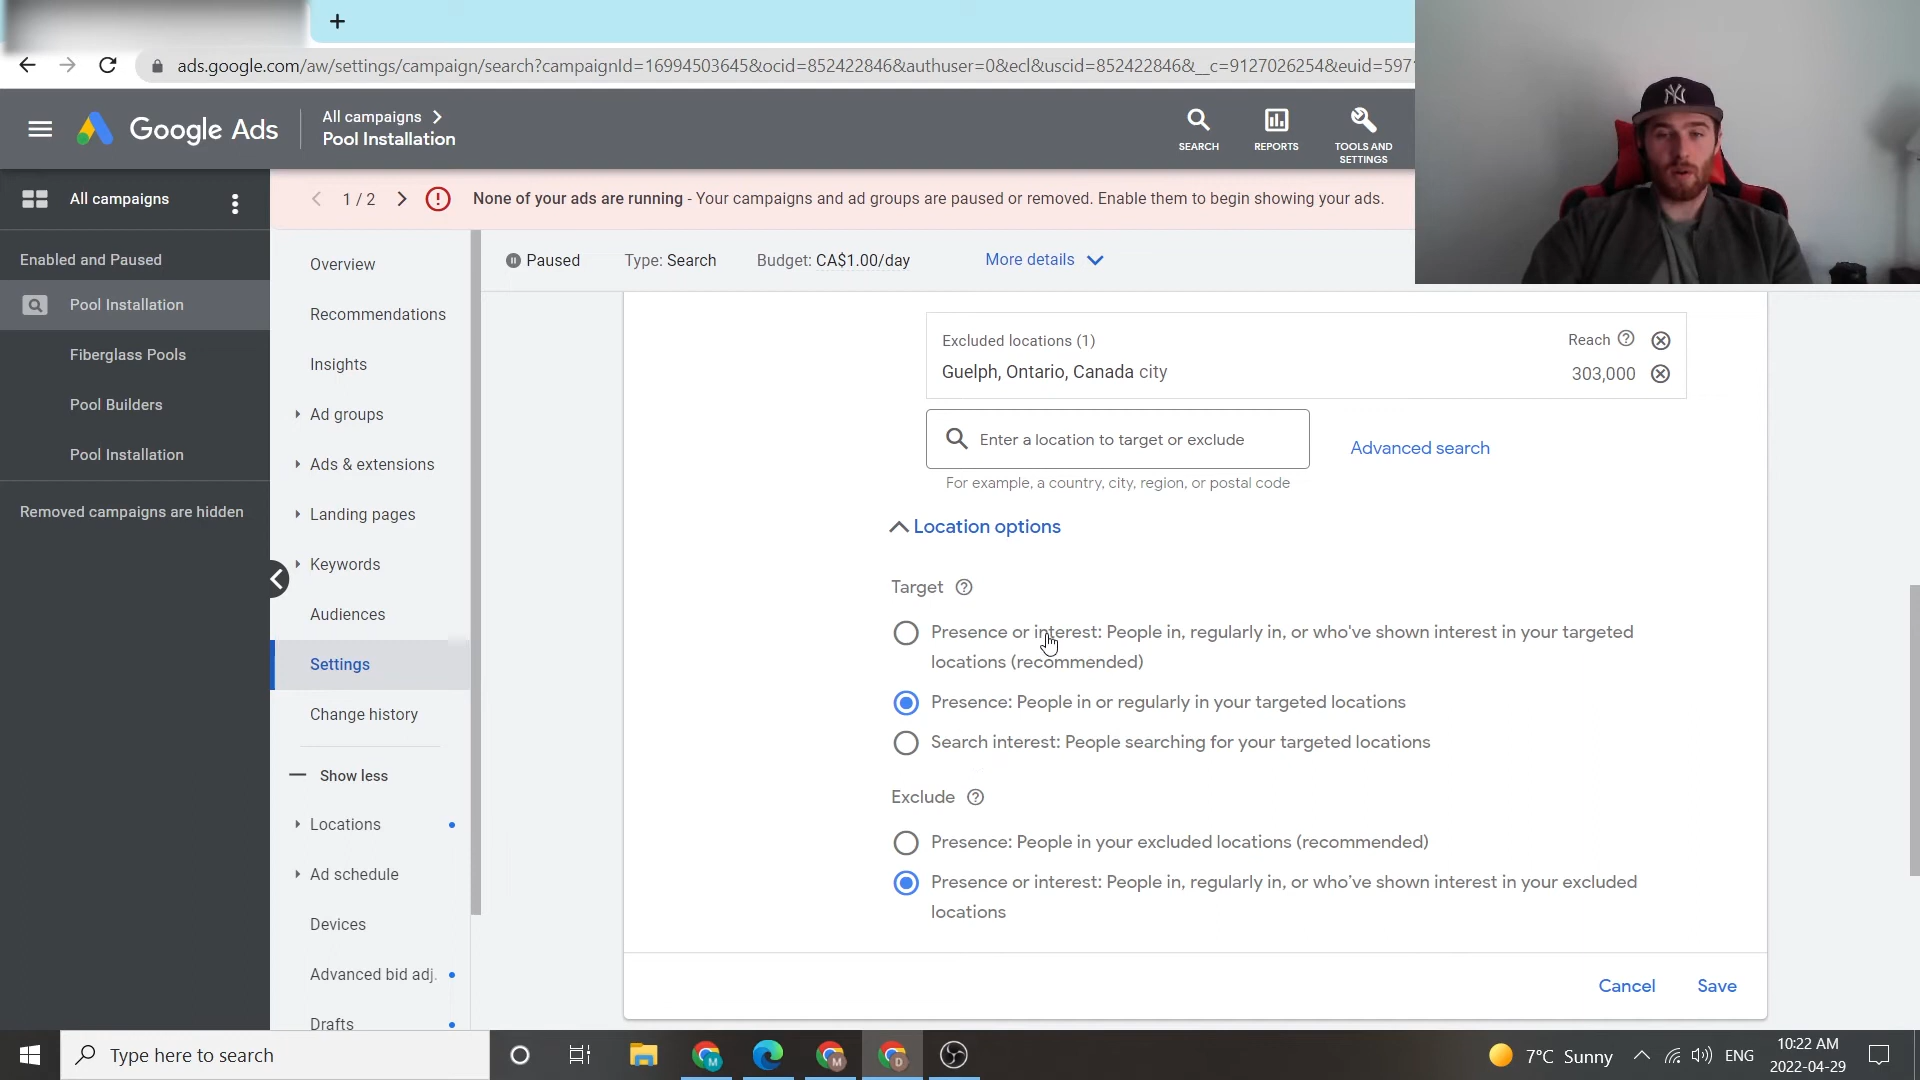 ads.google.com/aw/settings/campaign/search?campaignId=16994503645&ocid=852422846&authuser=0&ecl&uscid=852422846&__c=9127026254&euid=597
Google Ads
All campaigns
Pool Installation
SEARCH
REPORTS
TOOLS AND
SETTINGS
All campaigns
Enabled and Paused
Pool Installation
Fiberglass Pools
Pool Builders
Pool Installation
Removed campaigns are hidden
1 / 2
None of your ads are running - Your campaigns and ad groups are paused or removed. Enable them to begin showing your ads.
Overview
Recommendations
Insights
Ad groups
Ads & extensions
Landing pages
Keywords
Audiences
Settings
Change history
Show less
Locations
Ad schedule
Devices
Advanced bid adj.
Drafts
Paused
Type: Search
Budget: CA$1.00/day
More details
Excluded locations (1)
Reach
Guelph, Ontario, Canada city
303,000
Enter a location to target or exclude
Advanced search
For example, a country, city, region, or postal code
Location options
Target
Presence or interest: People in, regularly in, or who've shown interest in your targeted
locations (recommended)
Presence: People in or regularly in your targeted locations
Search interest: People searching for your targeted locations
Exclude
Presence: People in your excluded locations (recommended)
Presence or interest: People in, regularly in, or who’ve shown interest in your excluded
locations
Cancel
Save
Type here to search
M
M
D
7°C Sunny
ENG
10:22 AM
2022-04-29
NY